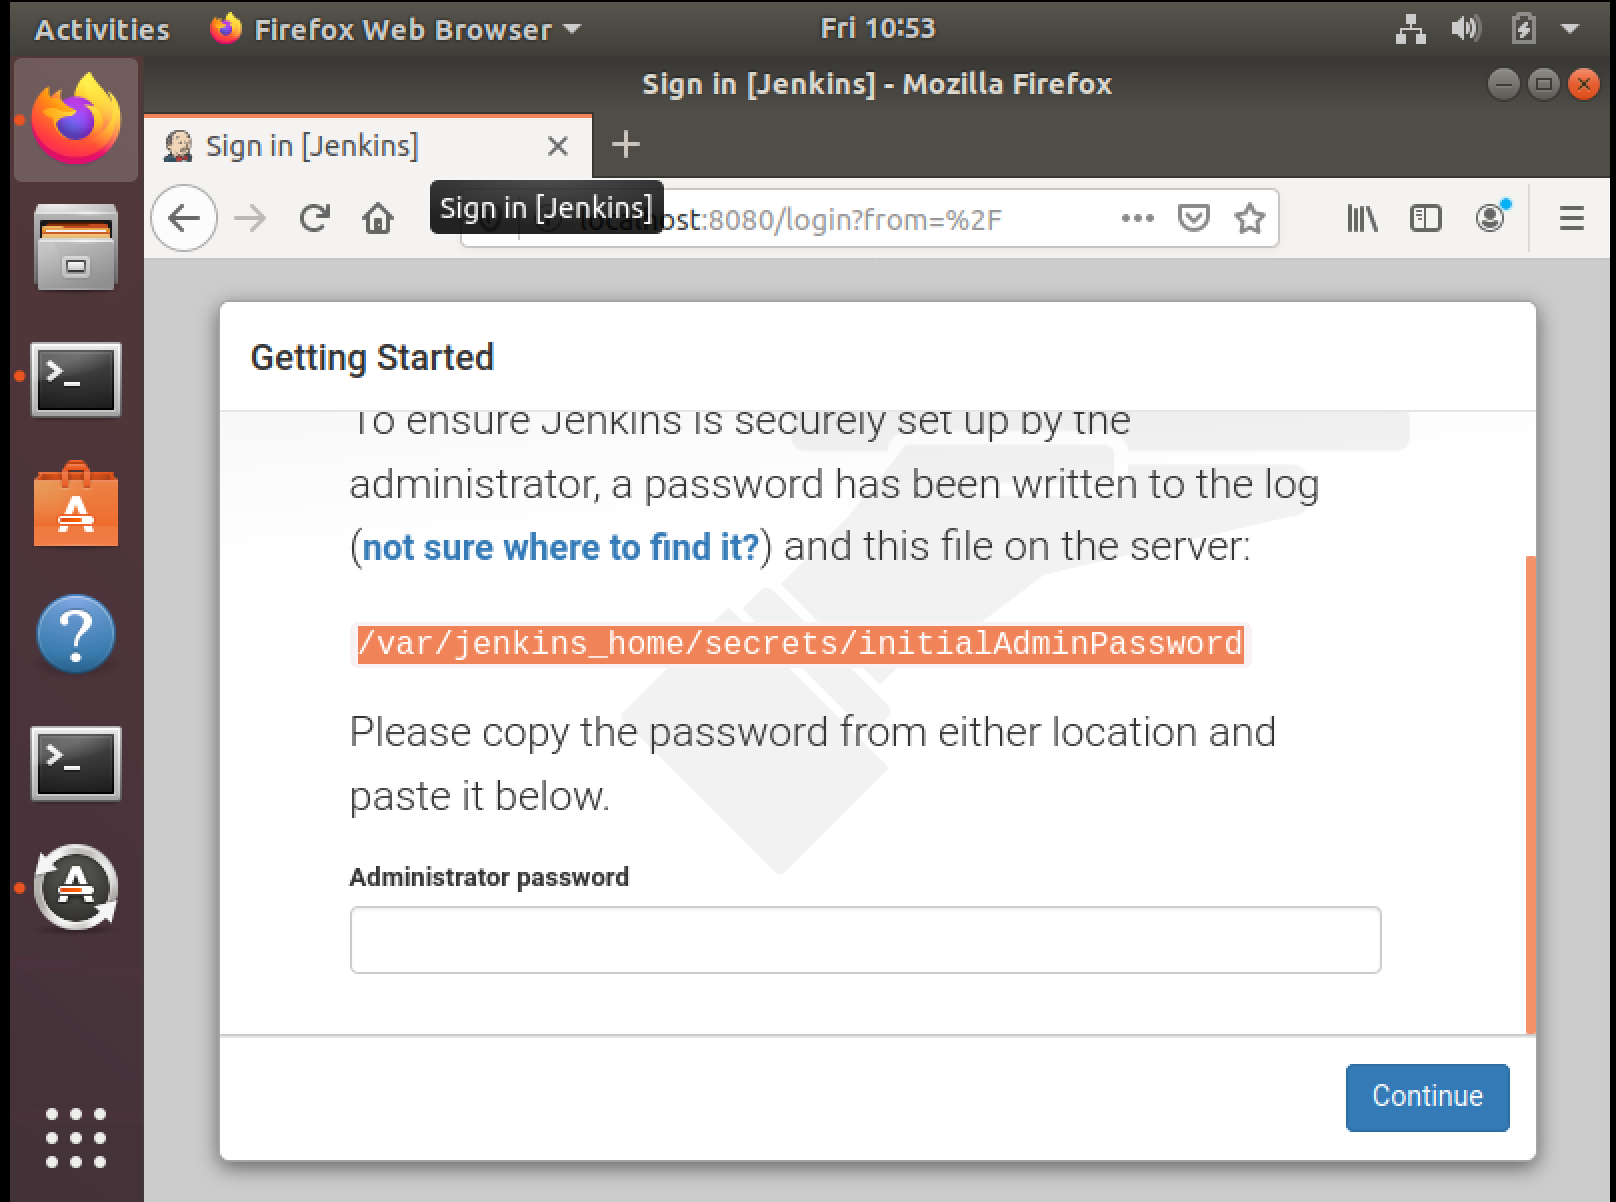 Activities
Firefox Web Browser
Fri 10:53
Sign in [Jenkins] - Mozilla Firefox
Sign in [Jenkins]
Sign in [Jenkins]
localhost:8080/login?from=%2F
Getting Started
To ensure Jenkins is securely set up by the
administrator, a password has been written to the log
(not sure where to find it?) and this file on the server:
/var/jenkins_home/secrets/initialAdminPassword
Please copy the password from either location and
paste it below.
Administrator password
Continue